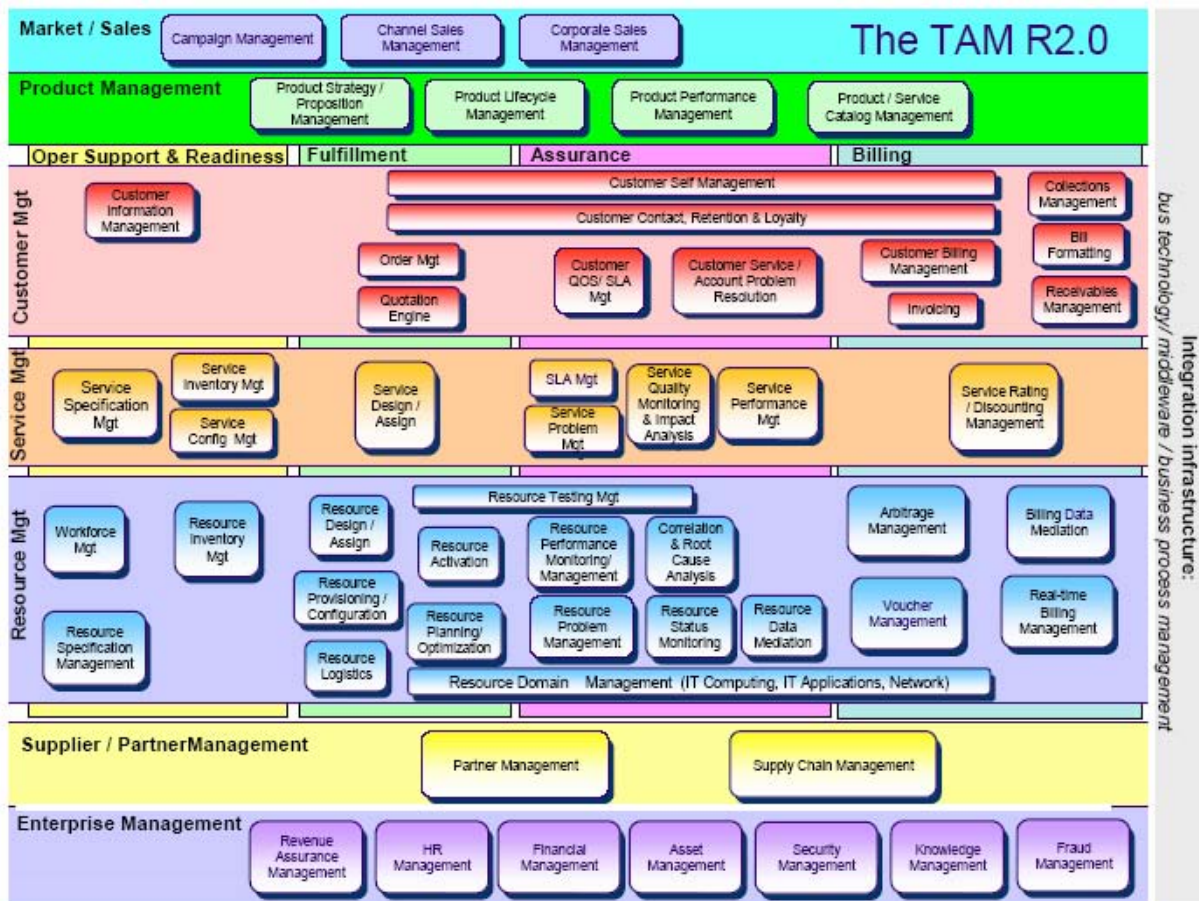 Market / Sales
Campaign Management
Channel Sales
Management
Corporate Sales
Management
The TAM R2.0
Product Management
Product Strategy /
Proposition
Management
Product Lifecycle
Management
Product Performance
Management
Product / Service
Catalog Management
Oper Support & Readiness
Fulfillment
Assurance
Billing
Customer Mgt
Customer
Information
Management
Customer Self Management
Customer Contact, Retention & Loyalty
Order Mgt
Quotation
Engine
Customer
QOS/ SLA
Mgt
Customer Service /
Account Problem
Resolution
Customer Billing
Management
Invoicing
Collections
Management
Bill
Formatting
Receivables
Management
Service Mgt
Service
Specification
Mgt
Service
Inventory Mgt
Service
Config Mgt
Service
Design /
Assign
SLA Mgt
Service
Problem
Mgt
Service
Quality
Monitoring
& Impact
Analysis
Service
Performance
Mgt
Service Rating
/ Discounting
Management
Resource Mgt
Workforce
Mgt
Resource
Inventory
Mgt
Resource
Specification
Management
Resource
Design /
Assign
Resource
Provisioning /
Configuration
Resource
Logistics
Resource Testing Mgt
Resource
Activation
Resource
Planning/
Optimization
Resource
Performance
Monitoring/
Management
Correlation
& Root
Cause
Analysis
Resource
Problem
Management
Resource
Status
Monitoring
Resource
Data
Mediation
Arbitrage
Management
Billing Data
Mediation
Voucher
Management
Real-time
Billing
Management
Resource Domain Management (IT Computing, IT Applications, Network)
Supplier / PartnerManagement
Partner Management
Supply Chain Management
Enterprise Management
Revenue
Assurance
Management
HR
Management
Financial
Management
Asset
Management
Security
Management
Knowledge
Management
Fraud
Management
Integration infrastructure:
bus technology/ middleware / business process management